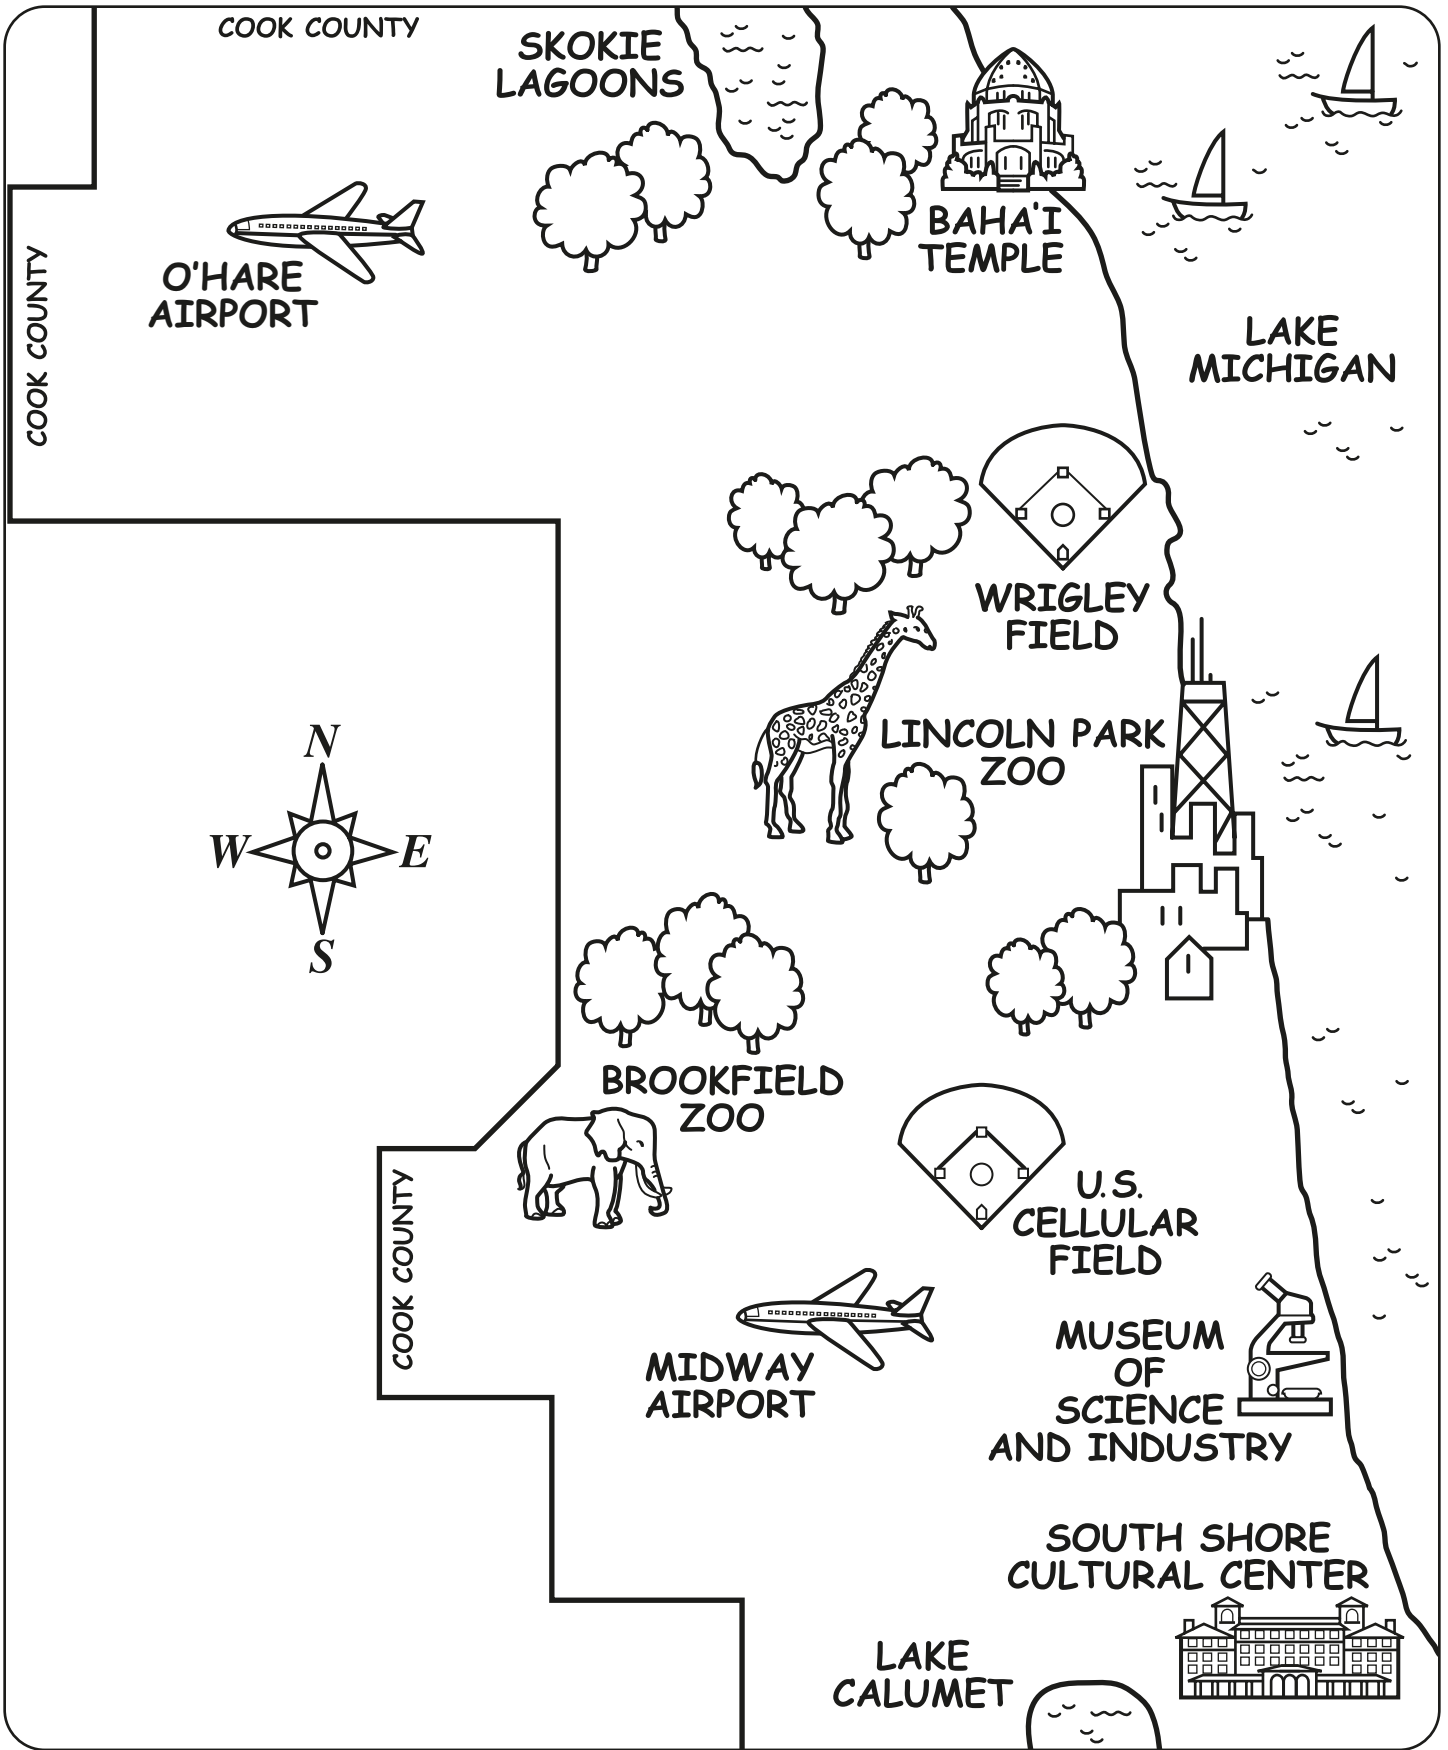 COOK COUNTY
SKOKIE
LAGOONS
BAHA'I
TEMPLE
O'HARE
AIRPORT
COOK COUNTY
LAKE
MICHIGAN
WRIGLEY
FIELD
LINCOLN PARK
ZOO
N
W
E
S
BROOKFIELD
ZOO
U.S.
CELLULAR
FIELD
COOK COUNTY
MIDWAY
AIRPORT
MUSEUM
OF
SCIENCE
AND INDUSTRY
SOUTH SHORE
CULTURAL CENTER
LAKE
CALUMET